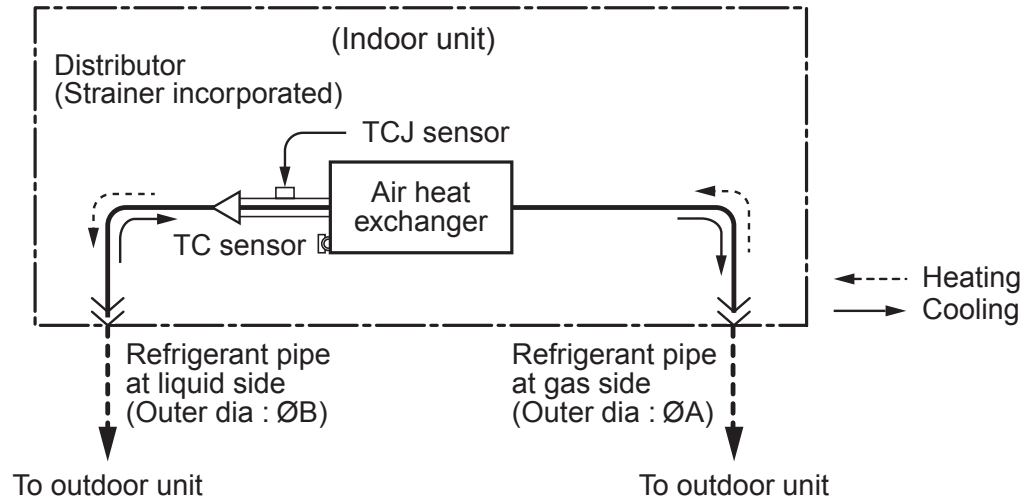 (Indoor unit)
Distributor
(Strainer incorporated)
TCJ sensor
Air heat
exchanger
TC sensor
Heating
Cooling
Refrigerant pipe
at liquid side
(Outer dia : ØB)
Refrigerant pipe
at gas side
(Outer dia : ØA)
To outdoor unit
To outdoor unit